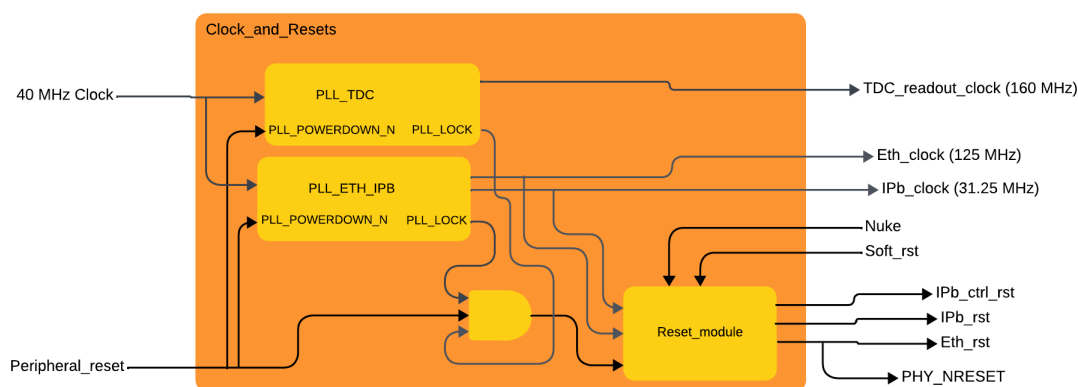 Clock_and_Resets
40 MHz Clock
PLL_TDC
PLL_POWERDOWN_N
PLL_LOCK
TDC_readout_clock (160 MHz)
PLL_ETH_IPB
PLL_POWERDOWN_N
PLL_LOCK
Eth_clock (125 MHz)
IPb_clock (31.25 MHz)
Nuke
Soft_rst
Reset_module
IPb_ctrl_rst
IPb_rst
Eth_rst
PHY_NRESET
Peripheral_reset